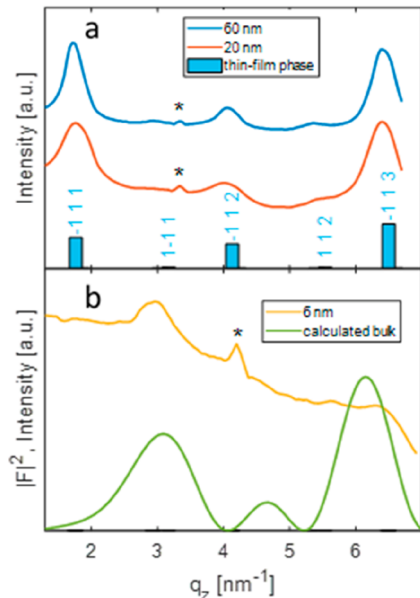 a
60 nm
20 nm
thin-film phase
*
*
Intensity [a.u.]
-1 1 1
1 -1 1
-1 1 2
1 1 2
-1 1 3
b
6 nm
calculated bulk
*
|F|², Intensity [a.u.]
2 3 4 5 6
q_z [nm⁻¹]